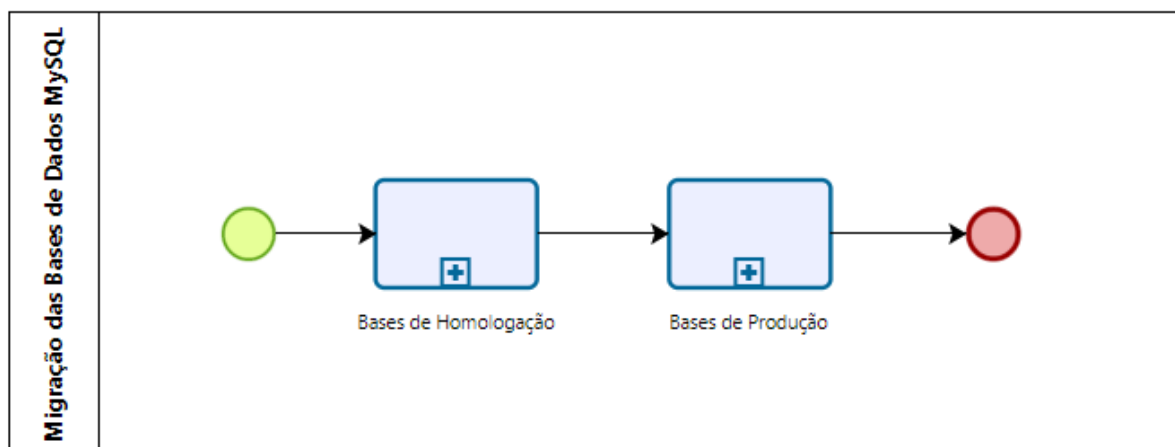 Migração das Bases de Dados MySQL
Bases de Homologação
Bases de Produção